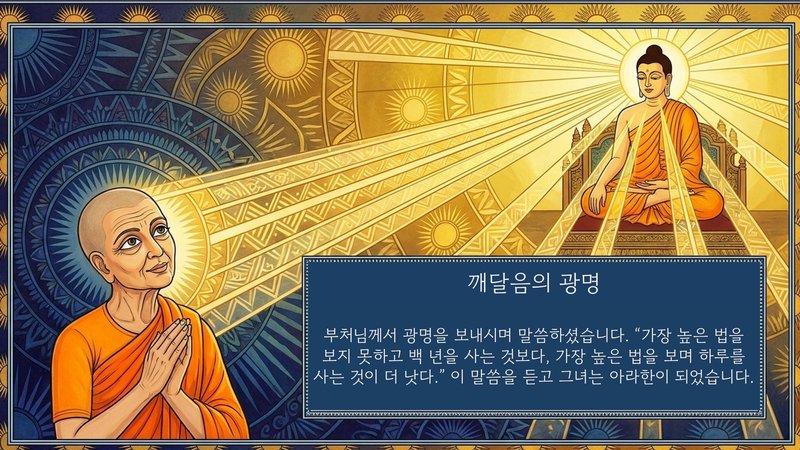 깨달음의 광명
부처님께서 광명을 보내시며 말씀하셨습니다. “가장 높은 법을
보지 못하고 백 년을 사는 것보다, 가장 높은 법을 보며 하루를
사는 것이 더 낫다.” 이 말씀을 듣고 그녀는 아라한이 되었습니다.